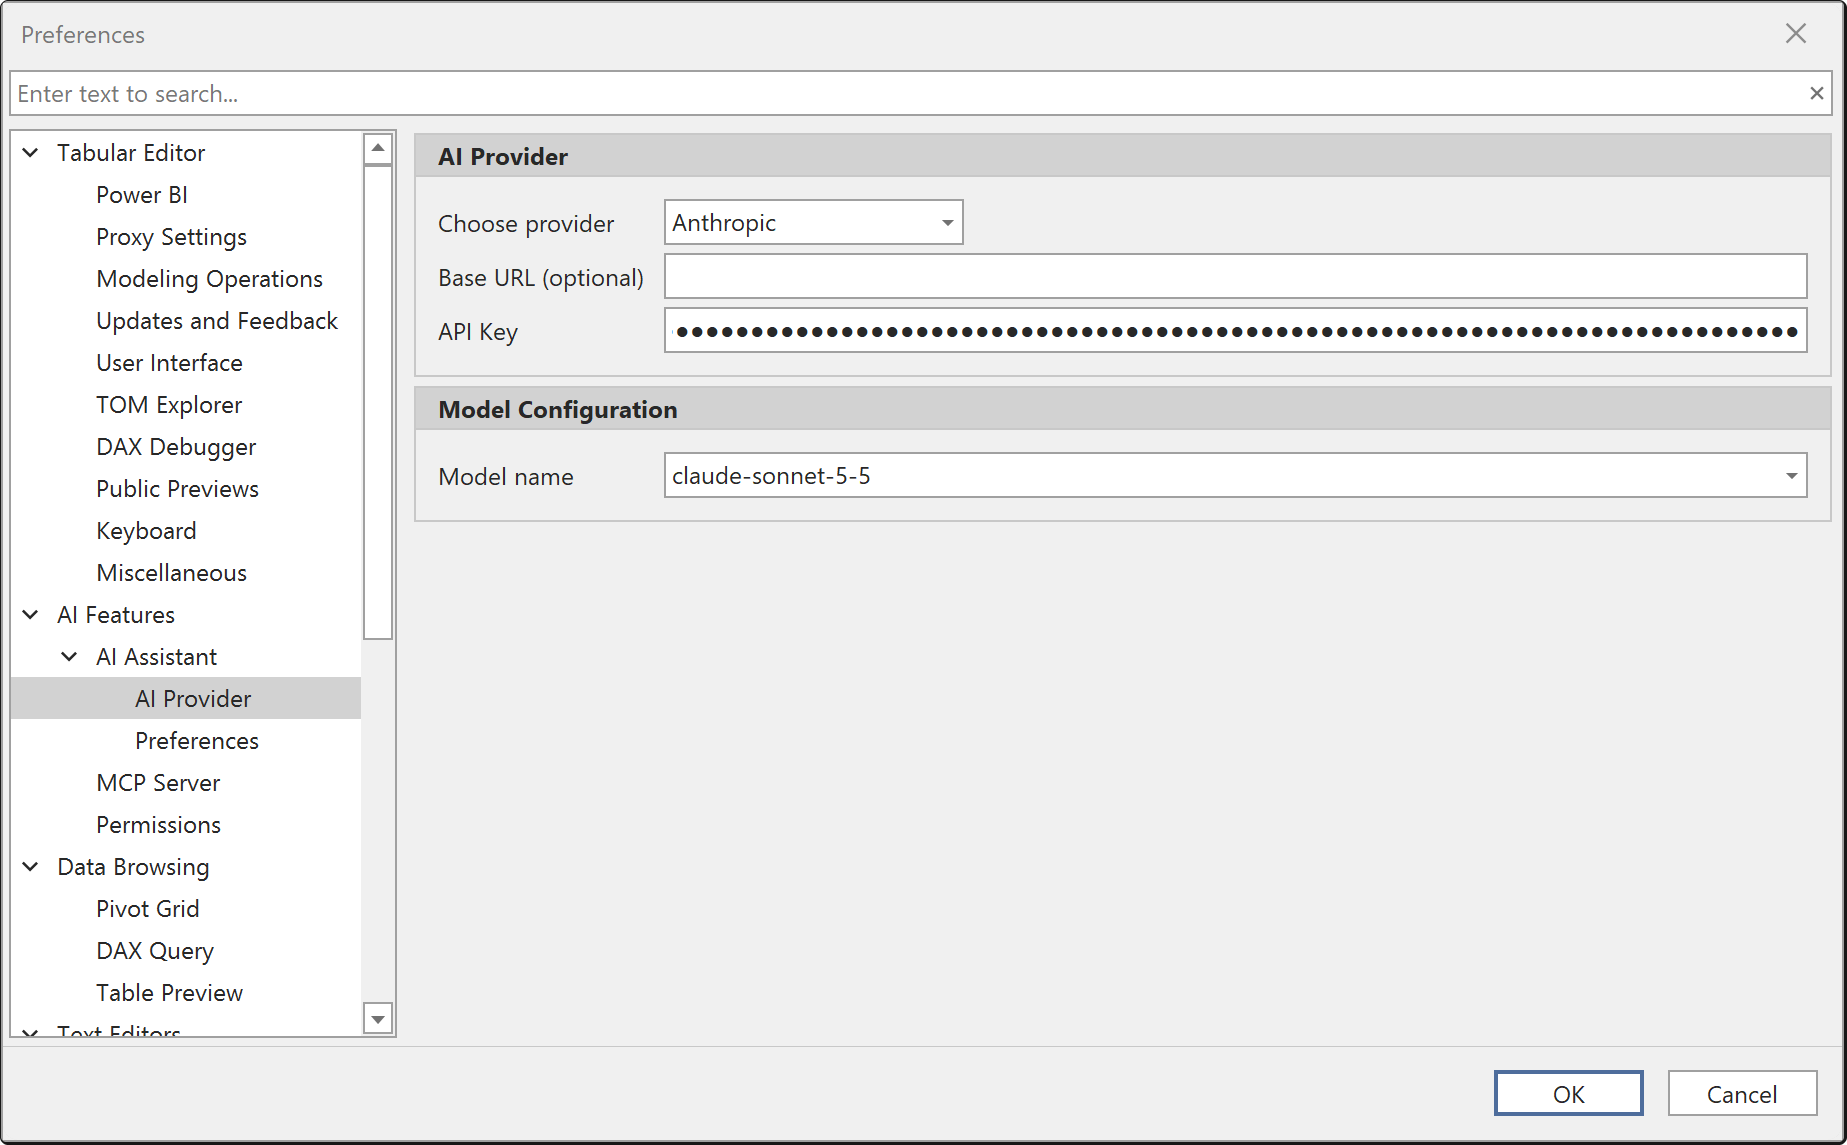 Preferences
Enter text to search...
Tabular Editor
Power BI
Proxy Settings
Modeling Operations
Updates and Feedback
User Interface
TOM Explorer
DAX Debugger
Public Previews
Keyboard
Miscellaneous
AI Features
AI Assistant
AI Provider
Preferences
MCP Server
Permissions
Data Browsing
Pivot Grid
DAX Query
Table Preview
Text Editors
AI Provider
Choose provider
Anthropic
Base URL (optional)
API Key
Model Configuration
Model name
claude-sonnet-5-5
OK
Cancel